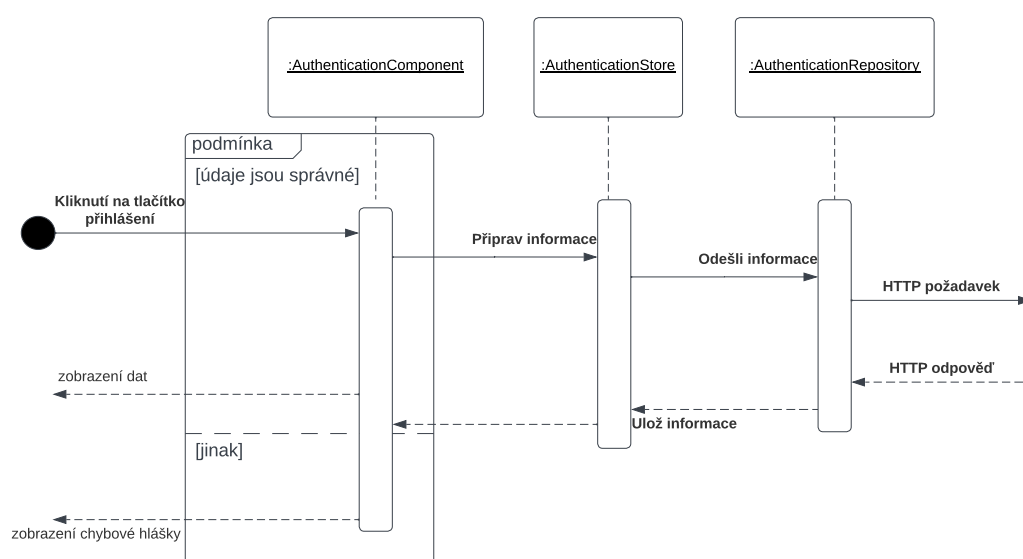 :AuthenticationComponent
:AuthenticationStore
:AuthenticationRepository
podmínka
[údaje jsou správné]
Kliknutí na tlačítko
přihlášení
Připrav informace
Odešli informace
HTTP požadavek
HTTP odpověď
zobrazení dat
Ulož informace
[jinak]
zobrazení chybové hlášky